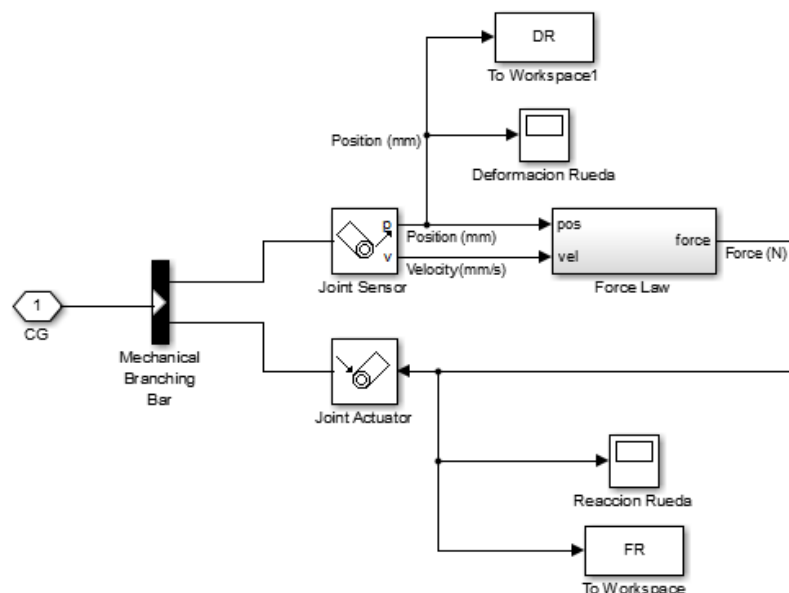 DR
To Workspace1
Position (mm)
Deformacion Rueda
p
Position (mm)
pos
force
Force (N)
v
Velocity(mm/s)
vel
Joint Sensor
Force Law
1
CG
Mechanical
Branching
Bar
Joint Actuator
Reaccion Rueda
FR
To Workspace